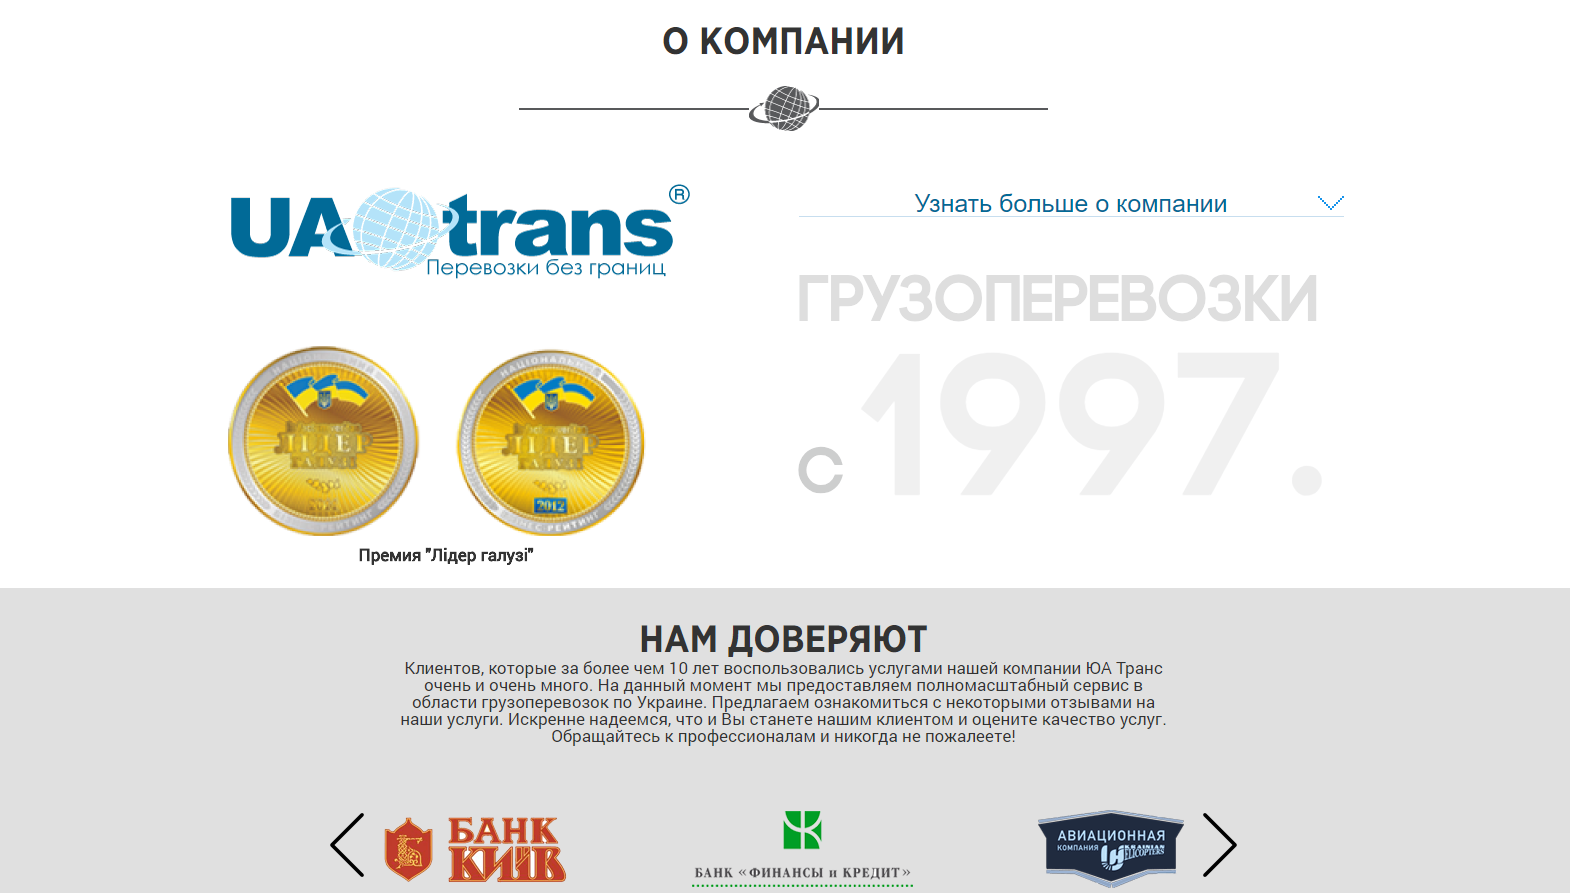 О КОМПАНИИ
UA trans®
Перевозки без границ
Узнать больше о компании
ГРУЗОПЕРЕВОЗКИ
с 1997.
ЛІДЕР
ГАЛУЗІ
НАЦІОНАЛЬНИЙ
ЛІДЕР
ГАЛУЗІ
2012
БІЗНЕС-РЕЙТИНГ
Премия "Лідер галузі"
НАМ ДОВЕРЯЮТ
Клиентов, которые за более чем 10 лет воспользовались услугами нашей компании ЮА Транс
очень и очень много. На данный момент мы предоставляем полномасштабный сервис в
области грузоперевозок по Украине. Предлагаем ознакомиться с некоторыми отзывами на
наши услуги. Искренне надеемся, что и Вы станете нашим клиентом и оцените качество услуг.
Обращайтесь к профессионалам и никогда не пожалеете!
БАНК
КИЇВ
БАНК «ФИНАНСЫ и КРЕДИТ»
АВИАЦИОННАЯ
КОМПАНИЯ UKRAINIAN
HELICOPTERS